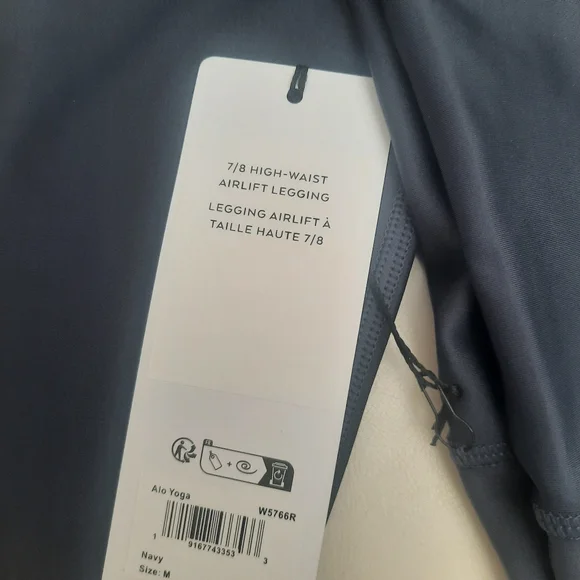 7/8 HIGH-WAIST
AIRLIFT LEGGING
LEGGING AIRLIFT À
TAILLE HAUTE 7/8
Alo Yoga W5766R
1 9167743353 3
Navy
Size: M